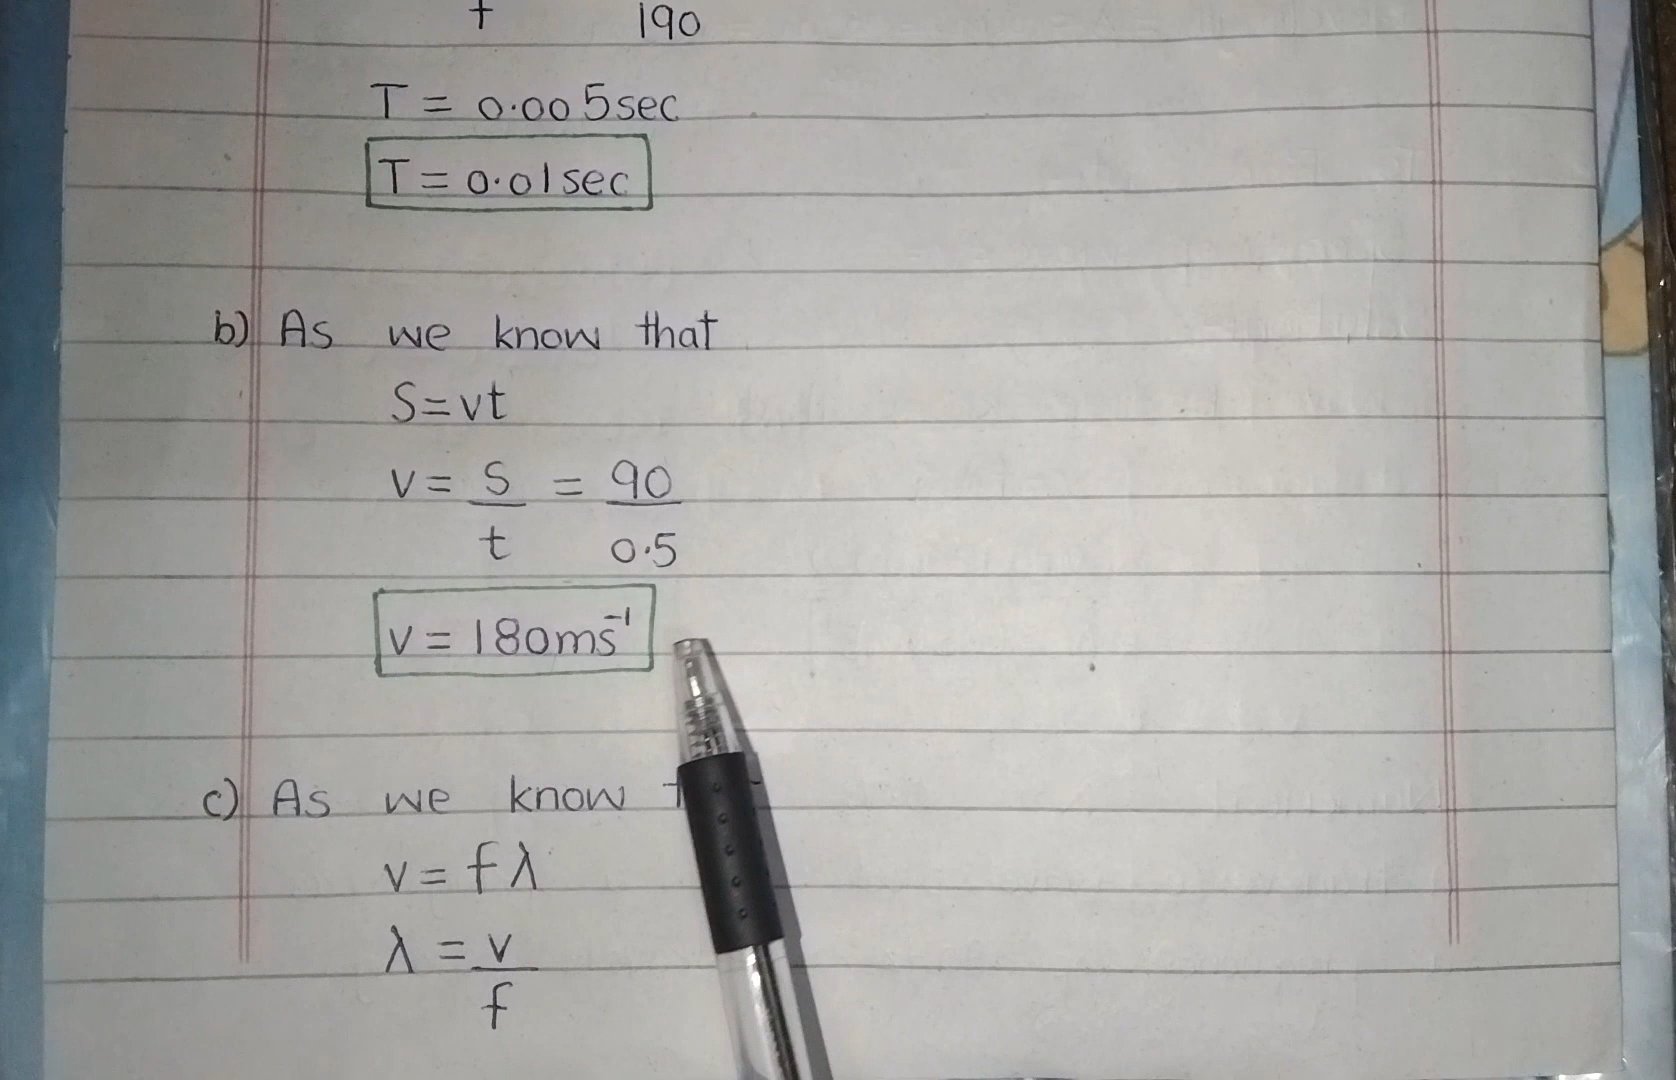 f 190
T = 0.005sec
T = 0.01sec
b) As we know that
S=vt
v = S = 90
t 0.5
v = 180ms⁻¹
c) As we know
v = fλ
λ = v
f